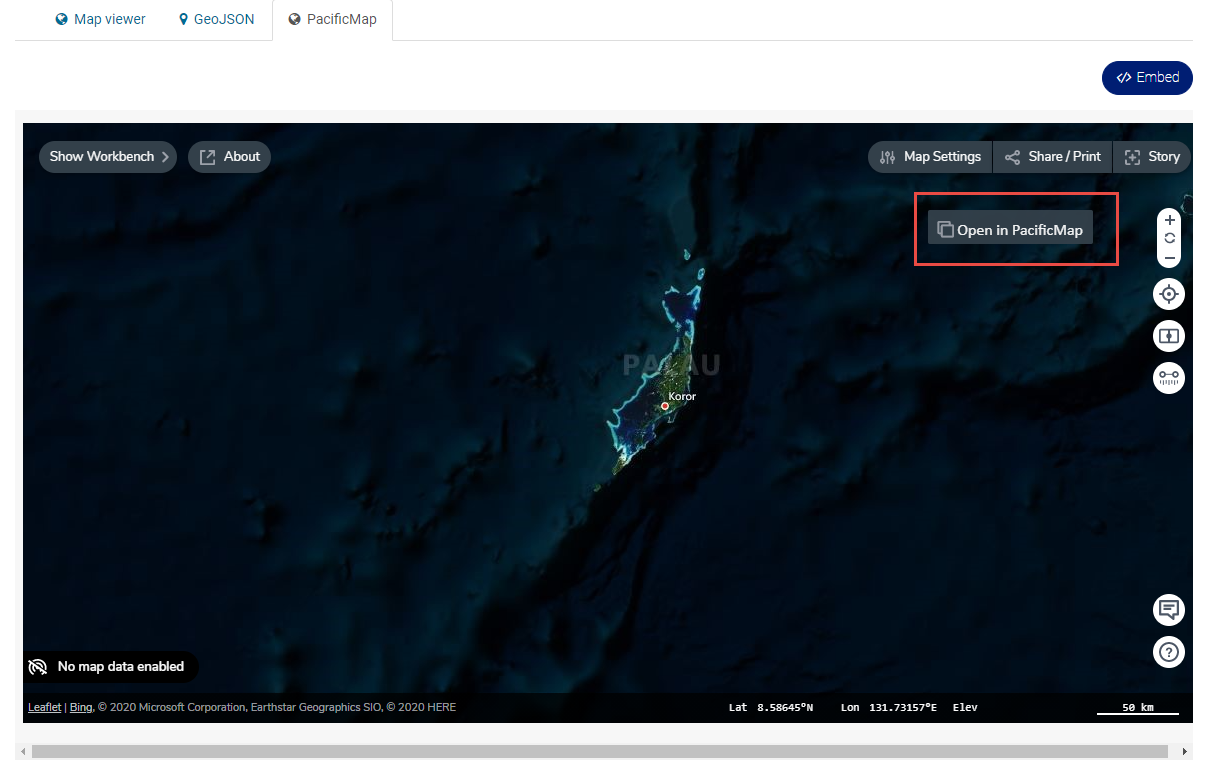 Map viewer GeoJSON PacificMap
Embed
Show Workbench About Map Settings Share / Print Story
Open in PacificMap
PALAU
Koror
No map data enabled
Leaflet | Bing, © 2020 Microsoft Corporation, Earthstar Geographics SIO, © 2020 HERE Lat 8.58645°N Lon 131.73157°E Elev 50 km